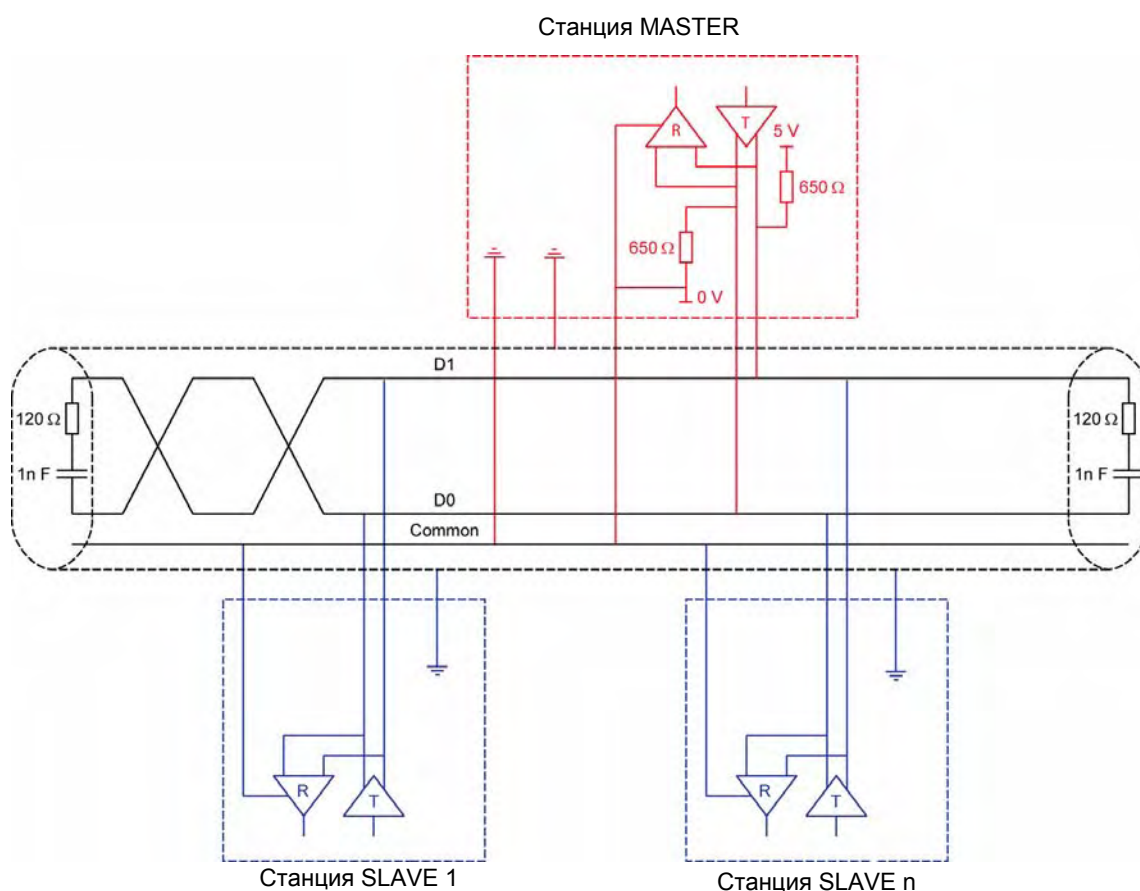 Станция MASTER
R
T
5 V
650 Ω
650 Ω
0 V
D1
120 Ω
120 Ω
1n F
1n F
D0
Common
R
T
R
T
Станция SLAVE 1
Станция SLAVE n